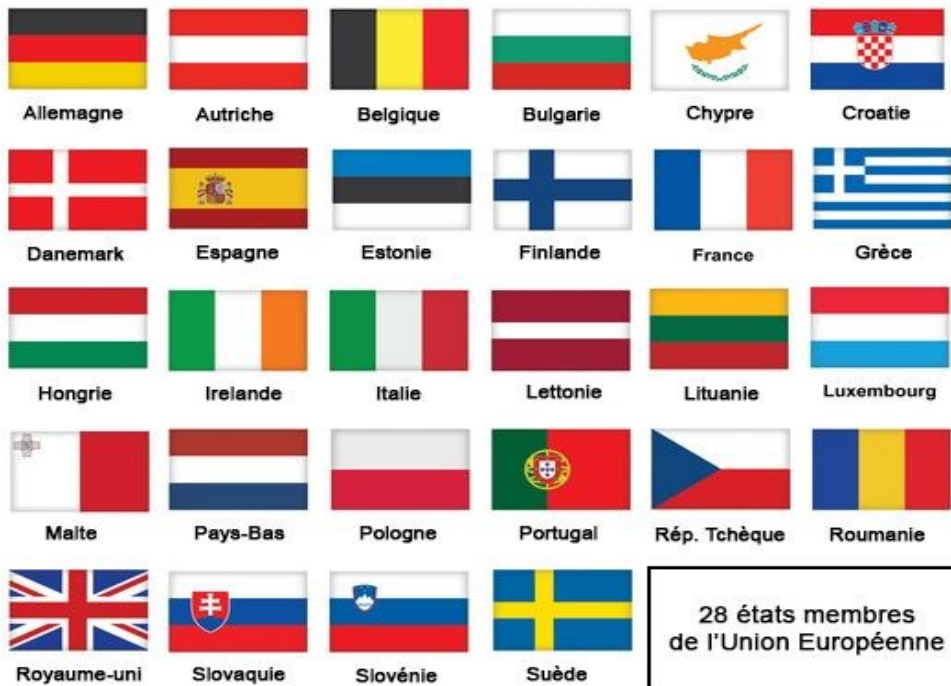 Allemagne
Autriche
Belgique
Bulgarie
Chypre
Croatie
Danemark
Espagne
Estonie
Finlande
France
Grèce
Hongrie
Irelande
Italie
Lettonie
Lituanie
Luxembourg
Malte
Pays-Bas
Pologne
Portugal
Rép. Tchèque
Roumanie
Royaume-uni
Slovaquie
Slovénie
Suède
28 états membres
de l'Union Européenne